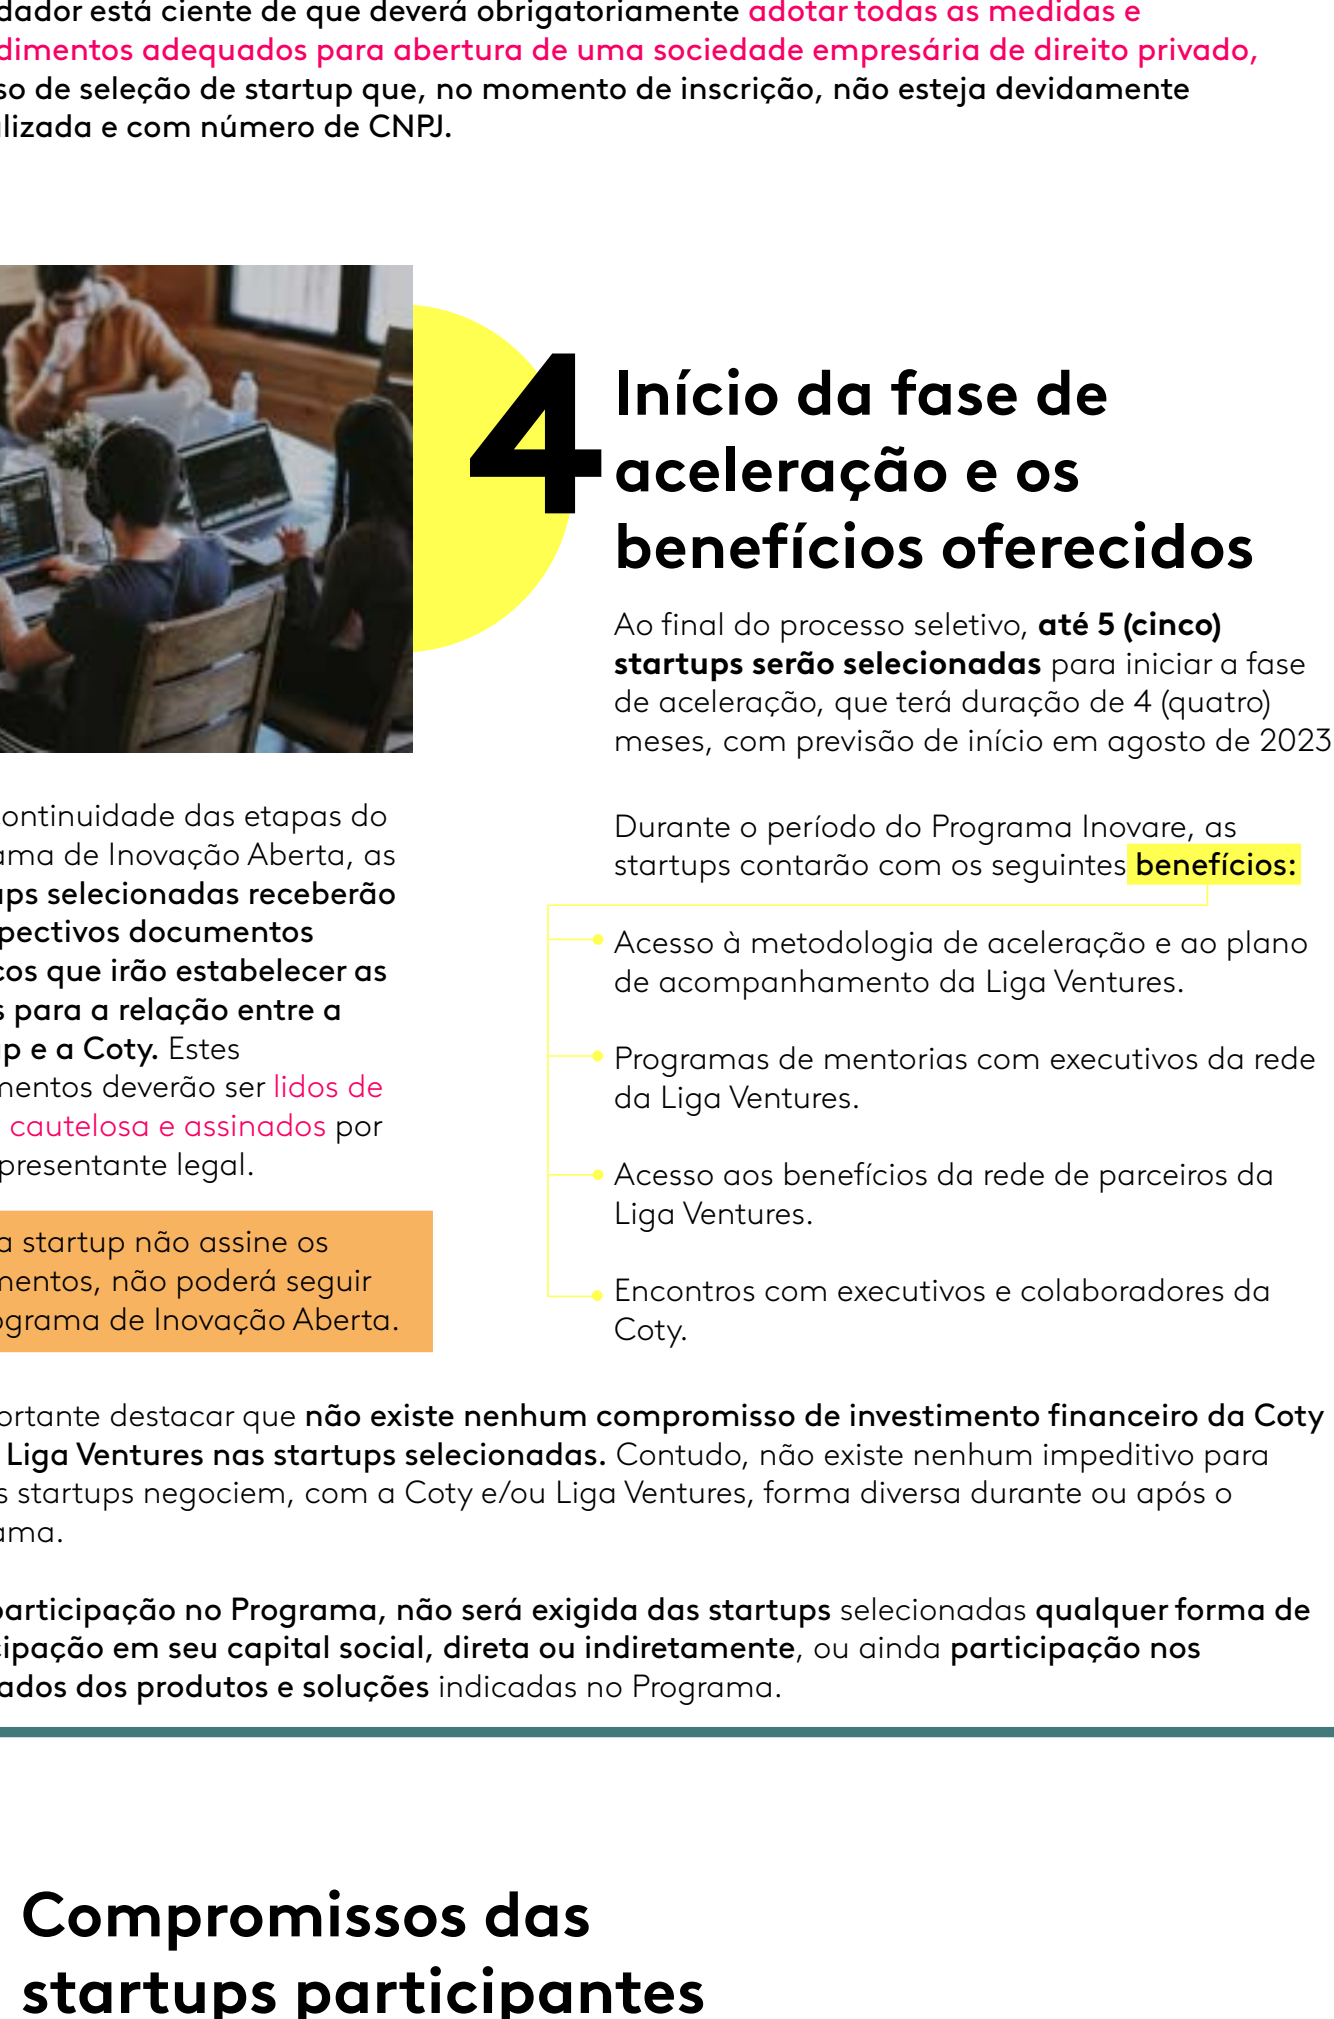 dador está ciente de que deverá obrigatoriamente adotar todas as medidas e
dimentos adequados para abertura de uma sociedade empresária de direito privado,
so de seleção de startup que, no momento de inscrição, não esteja devidamente
lizada e com número de CNPJ.
4
Início da fase de
aceleração e os
benefícios oferecidos
Ao final do processo seletivo, até 5 (cinco)
startups serão selecionadas para iniciar a fase
de aceleração, que terá duração de 4 (quatro)
meses, com previsão de início em agosto de 2023
Durante o período do Programa Inovare, as
startups contarão com os seguintes benefícios:
Acesso à metodologia de aceleração e ao plano
de acompanhamento da Liga Ventures.
Programas de mentorias com executivos da rede
da Liga Ventures.
Acesso aos benefícios da rede de parceiros da
Liga Ventures.
Encontros com executivos e colaboradores da
Coty.
ontinuidade das etapas do
ama de Inovação Aberta, as
ups selecionadas receberão
pectivos documentos
cos que irão estabelecer as
s para a relação entre a
up e a Coty. Estes
mentos deverão ser lidos de
cautelosa e assinados por
presentante legal.
a startup não assine os
mentos, não poderá seguir
ograma de Inovação Aberta.
ortante destacar que não existe nenhum compromisso de investimento financeiro da Coty
Liga Ventures nas startups selecionadas. Contudo, não existe nenhum impeditivo para
s startups negociem, com a Coty e/ou Liga Ventures, forma diversa durante ou após o
ama.
participação no Programa, não será exigida das startups selecionadas qualquer forma de
cipação em seu capital social, direta ou indiretamente, ou ainda participação nos
ados dos produtos e soluções indicadas no Programa.
Compromissos das
startups participantes